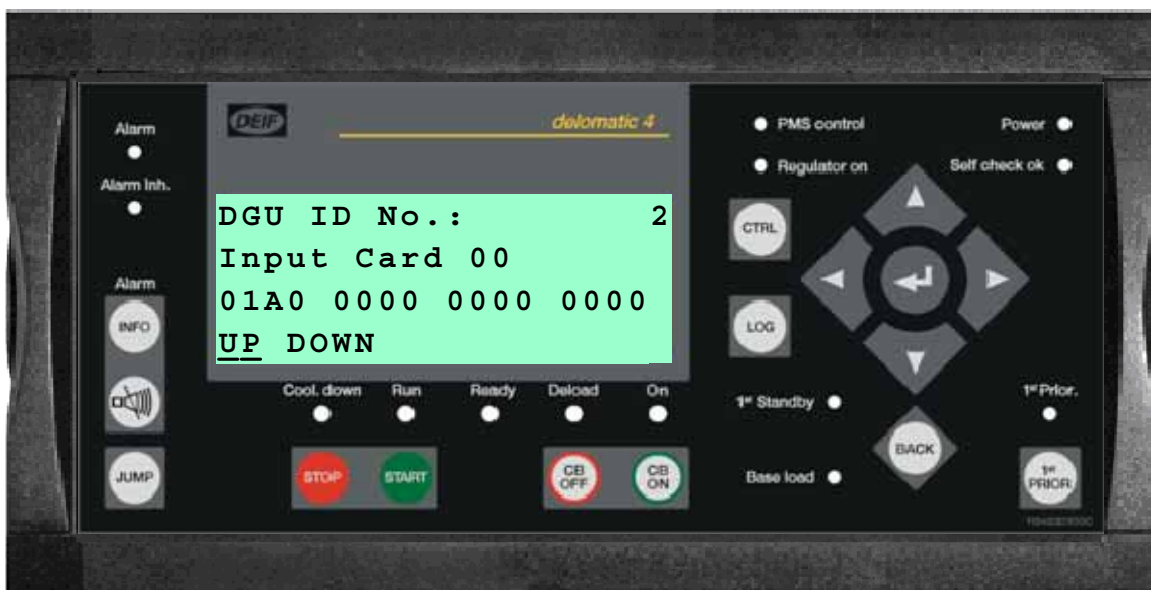 DEIF
delomatic 4
Alarm
Alarm Inh.
PMS control
Power
Regulator on
Self check ok
DGU ID No.: 2
Input Card 00
01A0 0000 0000 0000
UP DOWN
CTRL
LOG
Alarm
INFO
JUMP
Cool. down
Run
Ready
Deload
On
STOP
START
CB OFF
CB ON
1st Standby
Base load
BACK
1st Prior.
1st
PRIOR